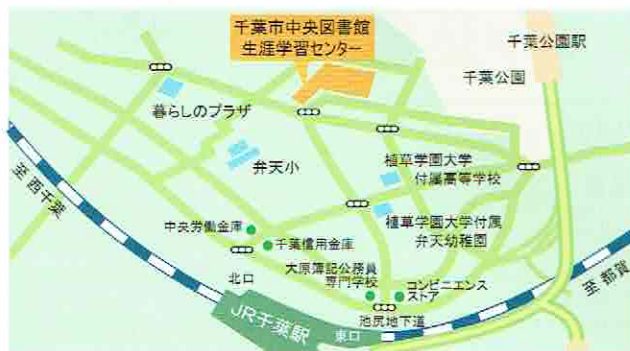 千葉市中央図書館
生涯学習センター
千葉公園駅
千葉公園
暮らしのプラザ
弁天小
植草学園大学
付属高等学校
植草学園大学付属
弁天幼稚園
至西千葉
中央労働金庫
千葉信用金庫
北口
大原簿記公務員
専門学校
コンビニエンス
ストア
至都賀
池尻地下道
JR千葉駅
東口